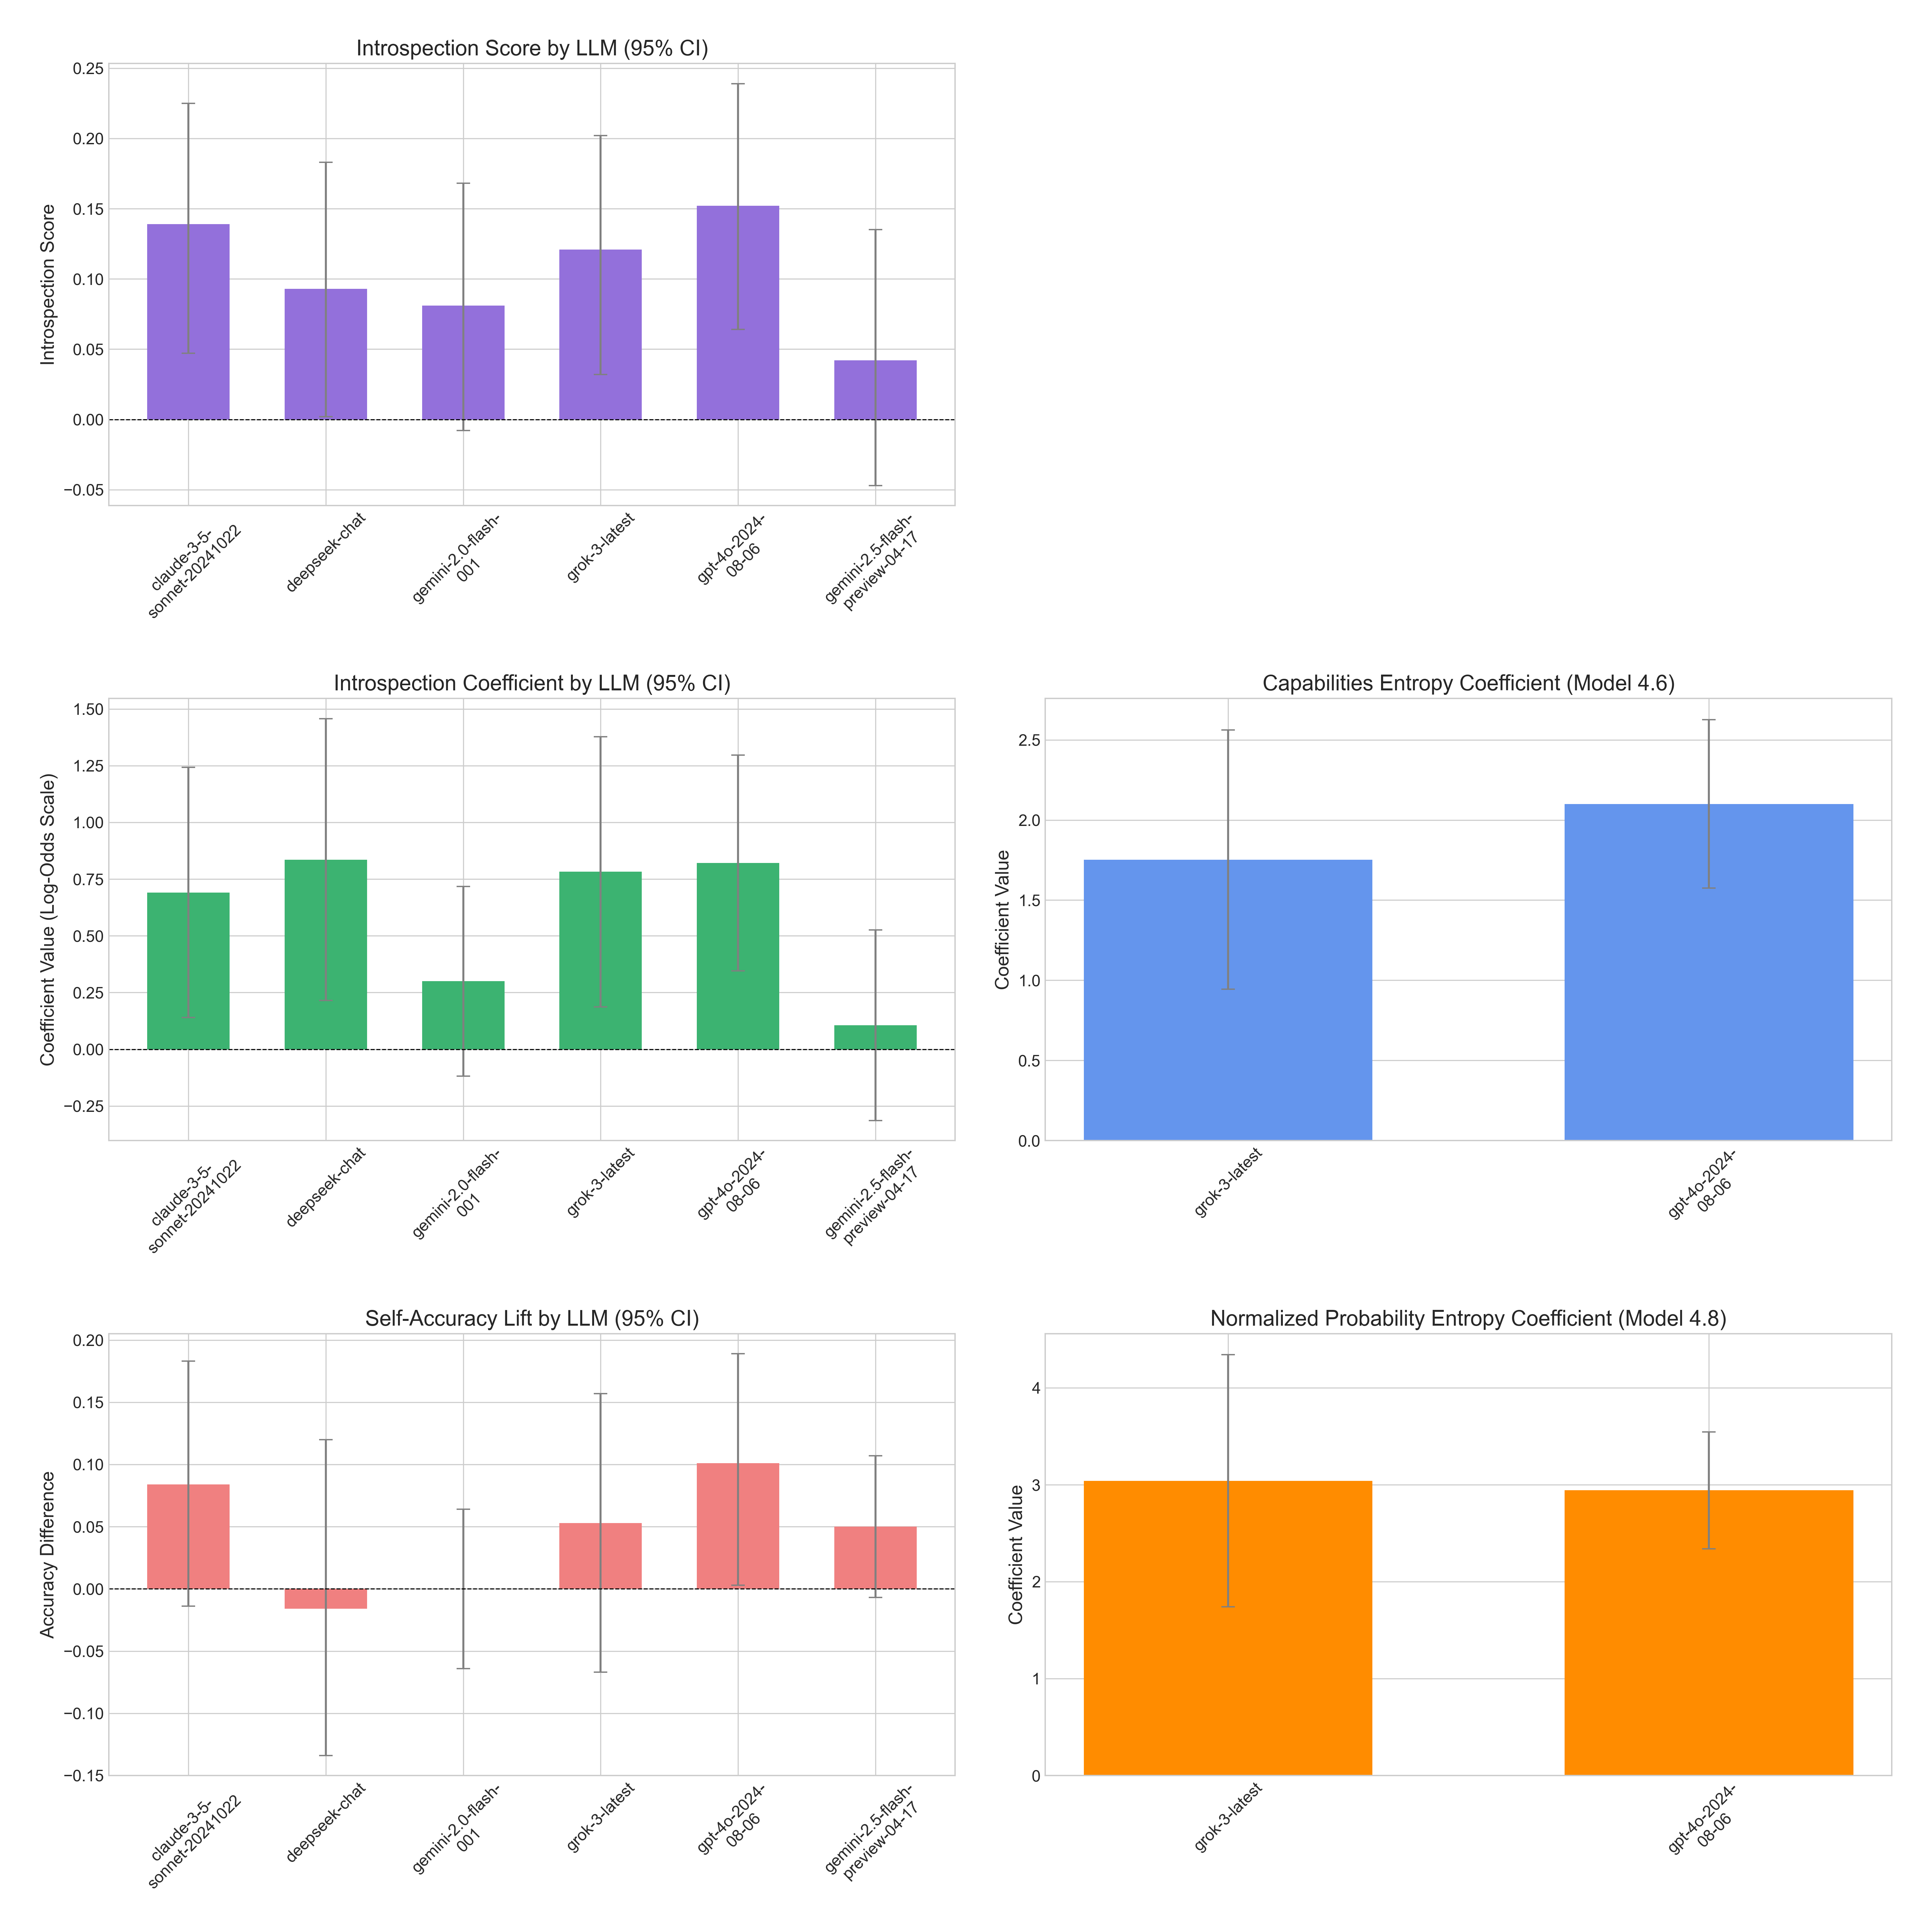 Introspection Score by LLM (95% CI)
Introspection Score
0.25
0.20
0.15
0.10
0.05
0.00
−0.05
claude-3-5-
sonnet-20241022
deepseek-chat
gemini-2.0-flash-
001
grok-3-latest
gpt-4o-2024-
08-06
gemini-2.5-flash-
preview-04-17
Introspection Coefficient by LLM (95% CI)
Coefficient Value (Log-Odds Scale)
1.50
1.25
1.00
0.75
0.50
0.25
0.00
−0.25
claude-3-5-
sonnet-20241022
deepseek-chat
gemini-2.0-flash-
001
grok-3-latest
gpt-4o-2024-
08-06
gemini-2.5-flash-
preview-04-17
Capabilities Entropy Coefficient (Model 4.6)
Coefficient Value
2.5
2.0
1.5
1.0
0.5
0.0
grok-3-latest
gpt-4o-2024-
08-06
Self-Accuracy Lift by LLM (95% CI)
Accuracy Difference
0.20
0.15
0.10
0.05
0.00
−0.05
−0.10
−0.15
claude-3-5-
sonnet-20241022
deepseek-chat
gemini-2.0-flash-
001
grok-3-latest
gpt-4o-2024-
08-06
gemini-2.5-flash-
preview-04-17
Normalized Probability Entropy Coefficient (Model 4.8)
Coefficient Value
4
3
2
1
0
grok-3-latest
gpt-4o-2024-
08-06